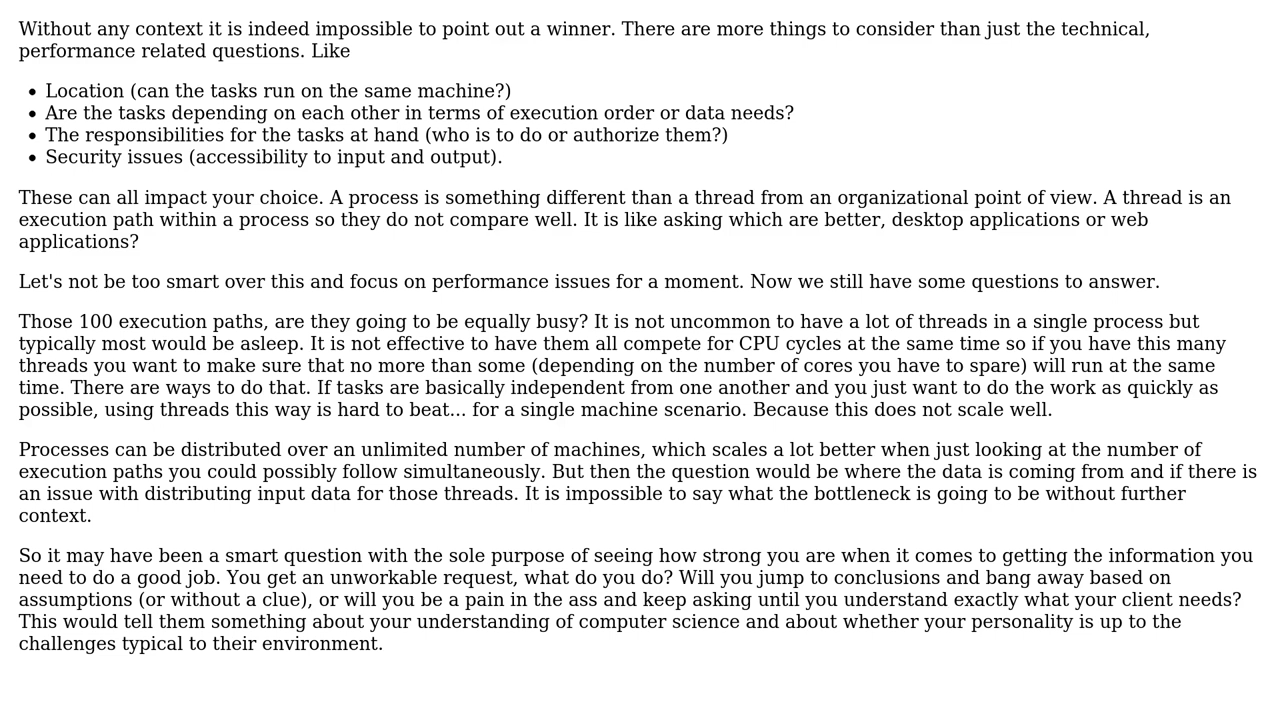 Without any context it is indeed impossible to point out a winner. There are more things to consider than just the technical,
performance related questions. Like
• Location (can the tasks run on the same machine?)
• Are the tasks depending on each other in terms of execution order or data needs?
• The responsibilities for the tasks at hand (who is to do or authorize them?)
• Security issues (accessibility to input and output).
These can all impact your choice. A process is something different than a thread from an organizational point of view. A thread is an
execution path within a process so they do not compare well. It is like asking which are better, desktop applications or web
applications?
Let's not be too smart over this and focus on performance issues for a moment. Now we still have some questions to answer.
Those 100 execution paths, are they going to be equally busy? It is not uncommon to have a lot of threads in a single process but
typically most would be asleep. It is not effective to have them all compete for CPU cycles at the same time so if you have this many
threads you want to make sure that no more than some (depending on the number of cores you have to spare) will run at the same
time. There are ways to do that. If tasks are basically independent from one another and you just want to do the work as quickly as
possible, using threads this way is hard to beat... for a single machine scenario. Because this does not scale well.
Processes can be distributed over an unlimited number of machines, which scales a lot better when just looking at the number of
execution paths you could possibly follow simultaneously. But then the question would be where the data is coming from and if there is
an issue with distributing input data for those threads. It is impossible to say what the bottleneck is going to be without further
context.
So it may have been a smart question with the sole purpose of seeing how strong you are when it comes to getting the information you
need to do a good job. You get an unworkable request, what do you do? Will you jump to conclusions and bang away based on
assumptions (or without a clue), or will you be a pain in the ass and keep asking until you understand exactly what your client needs?
This would tell them something about your understanding of computer science and about whether your personality is up to the
challenges typical to their environment.